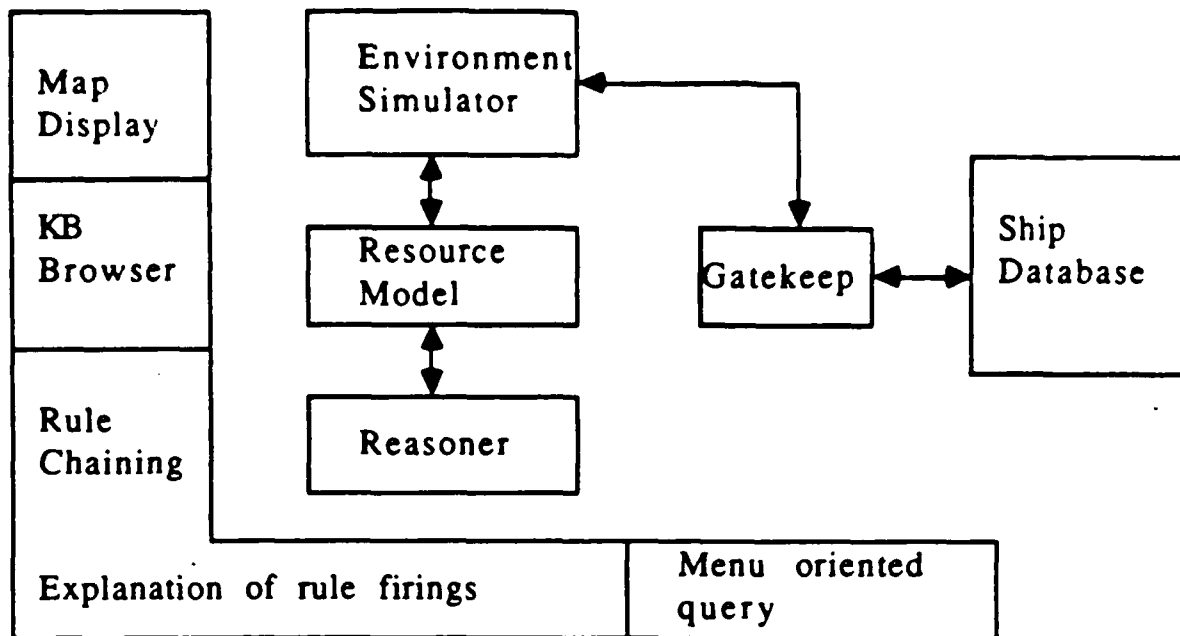 Map
Display
KB
Browser
Rule
Chaining
Explanation of rule firings
Menu oriented
query
Environment
Simulator
Resource
Model
Reasoner
Gatekeep
Ship
Database